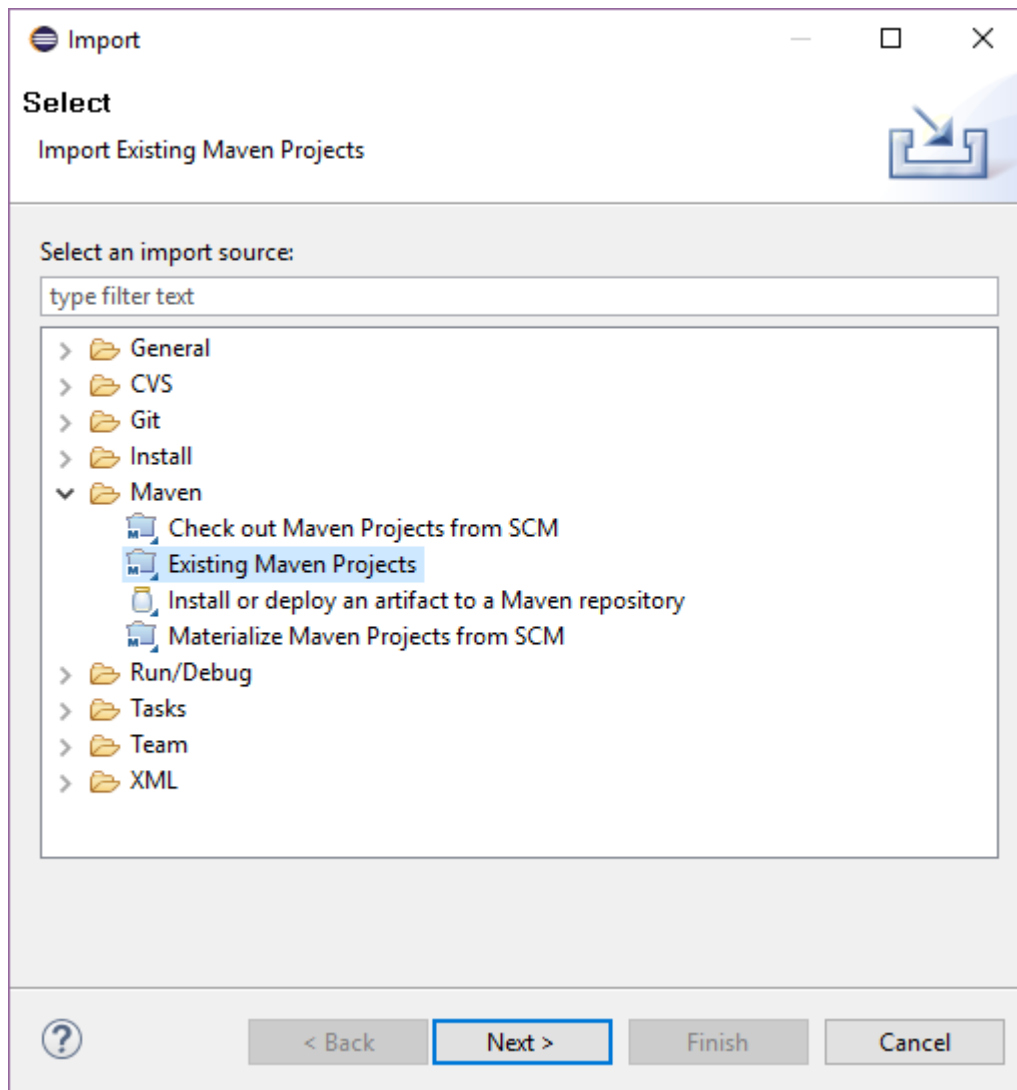 Import
Select
Import Existing Maven Projects
Select an import source:
type filter text
General
CVS
Git
Install
Maven
Check out Maven Projects from SCM
Existing Maven Projects
Install or deploy an artifact to a Maven repository
Materialize Maven Projects from SCM
Run/Debug
Tasks
Team
XML
? < Back Next > Finish Cancel